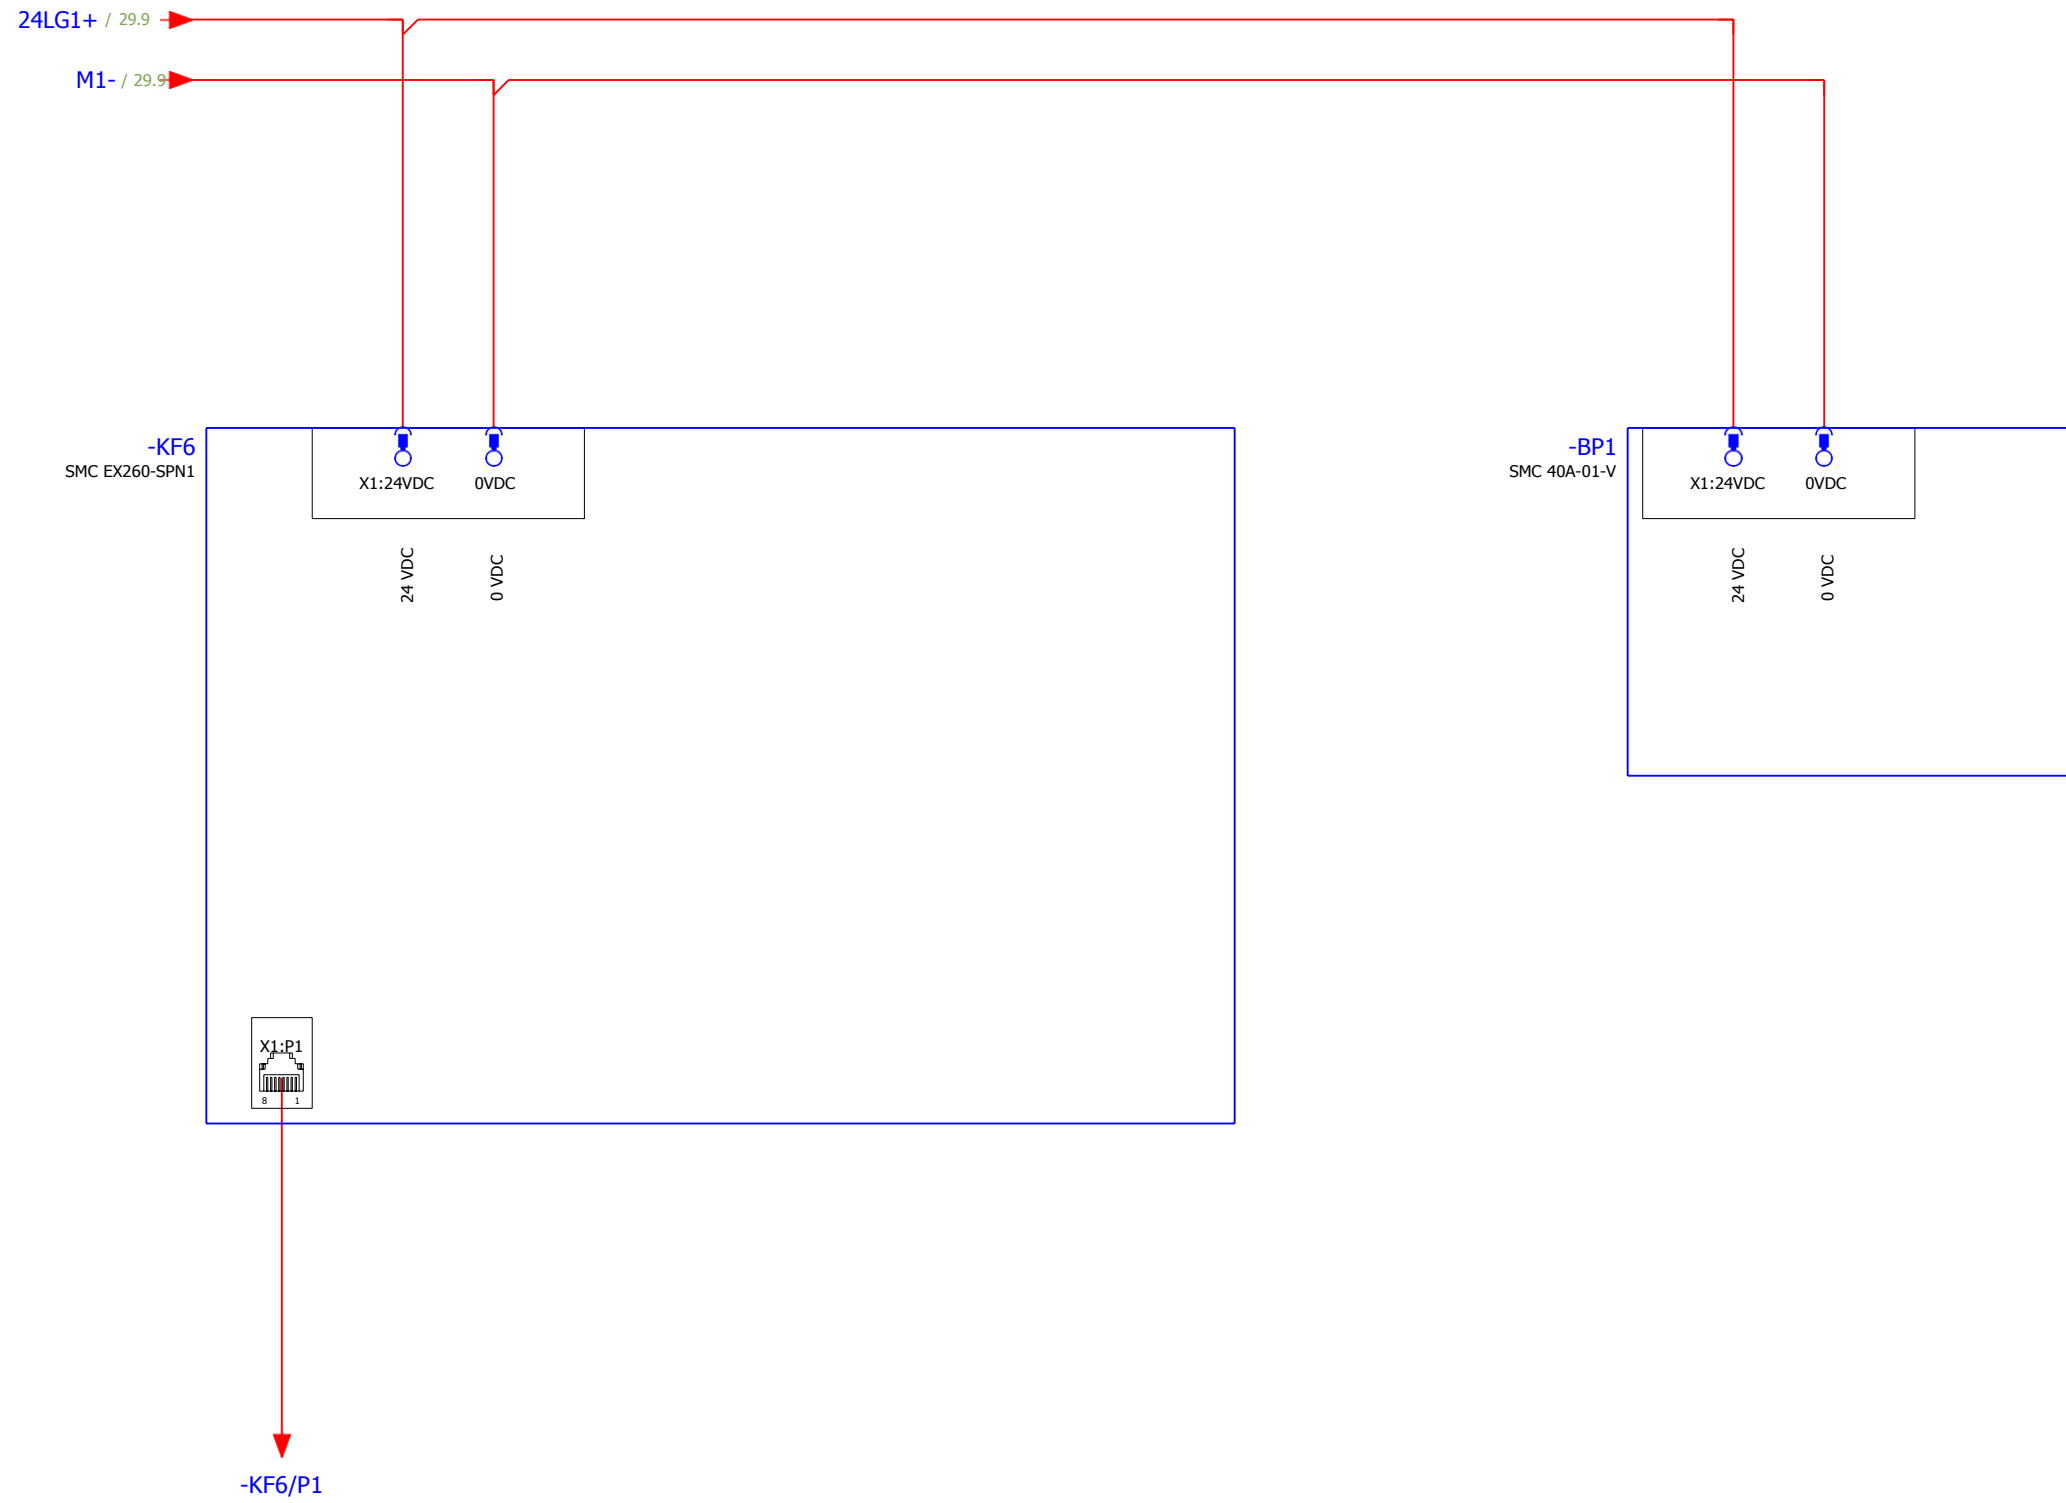 24LG1+ / 29.9
M1- / 29.9
-KF6
SMC EX260-SPN1
X1:24VDC 0VDC
24 VDC
0 VDC
-BP1
SMC 40A-01-V
X1:24VDC 0VDC
24 VDC
0 VDC
X1:P1
8 1
-KF6/P1